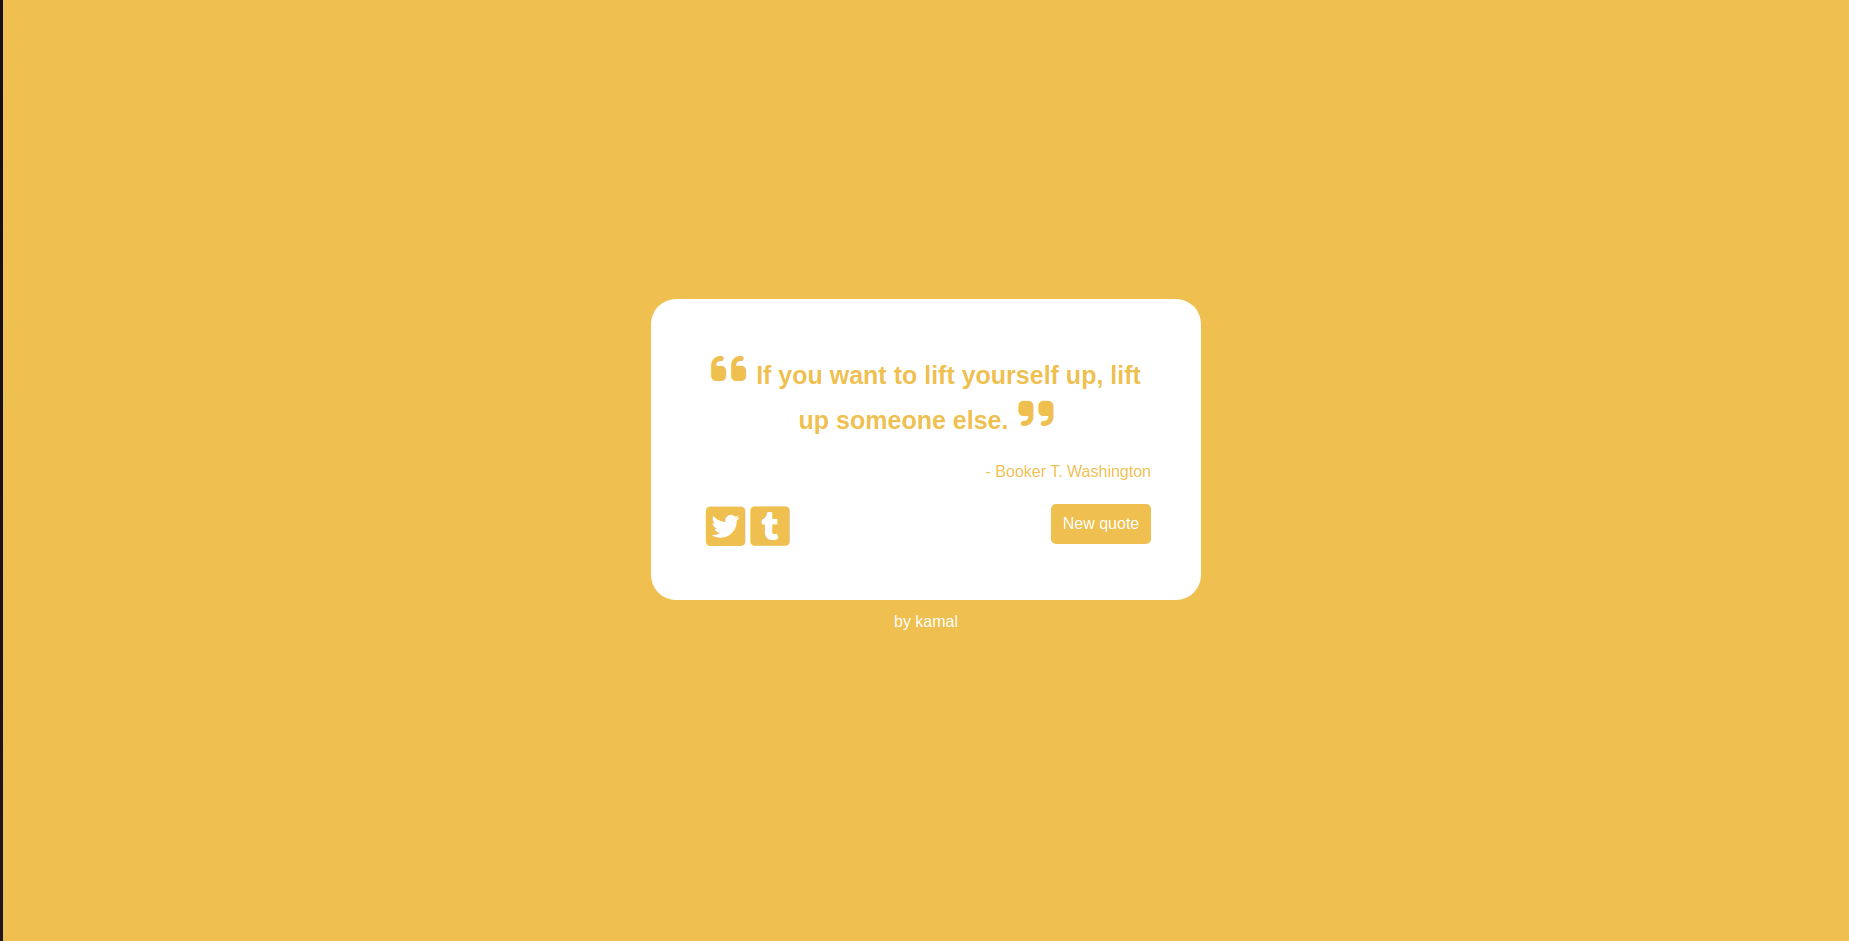 “ If you want to lift yourself up, lift
up someone else. ”
- Booker T. Washington
New quote
by kamal